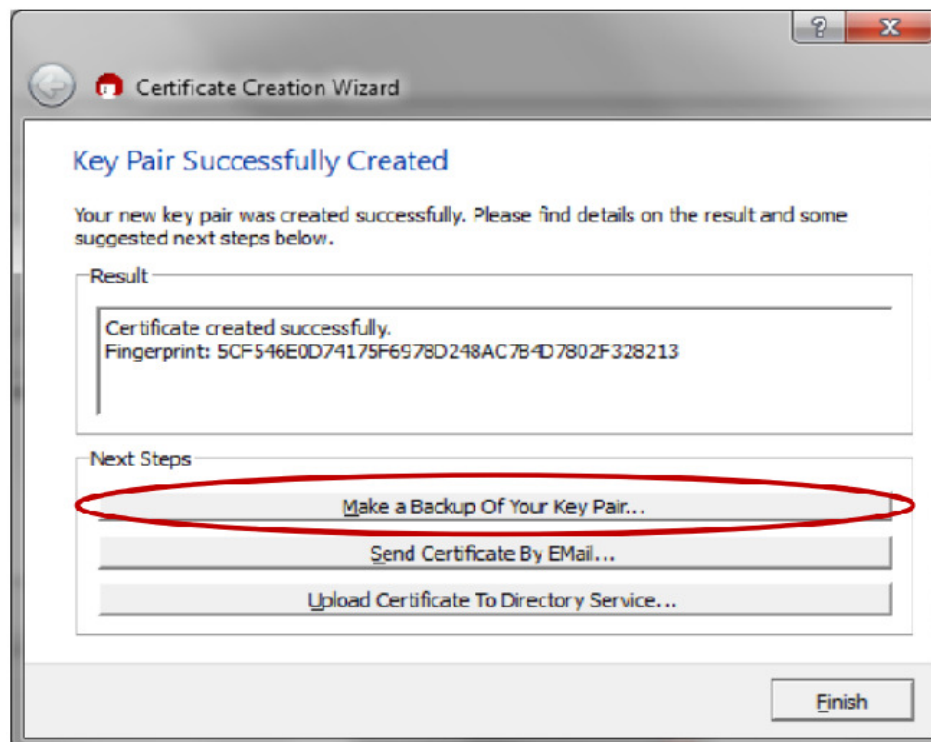 Certificate Creation Wizard
Key Pair Successfully Created
Your new key pair was created successfully. Please find details on the result and some
suggested next steps below.
Result
Certificate created successfully.
Fingerprint: 5CF546E0D74175F6978D248AC7B4D7802F328213
Next Steps
Make a Backup Of Your Key Pair...
Send Certificate By EMail...
Upload Certificate To Directory Service...
Finish